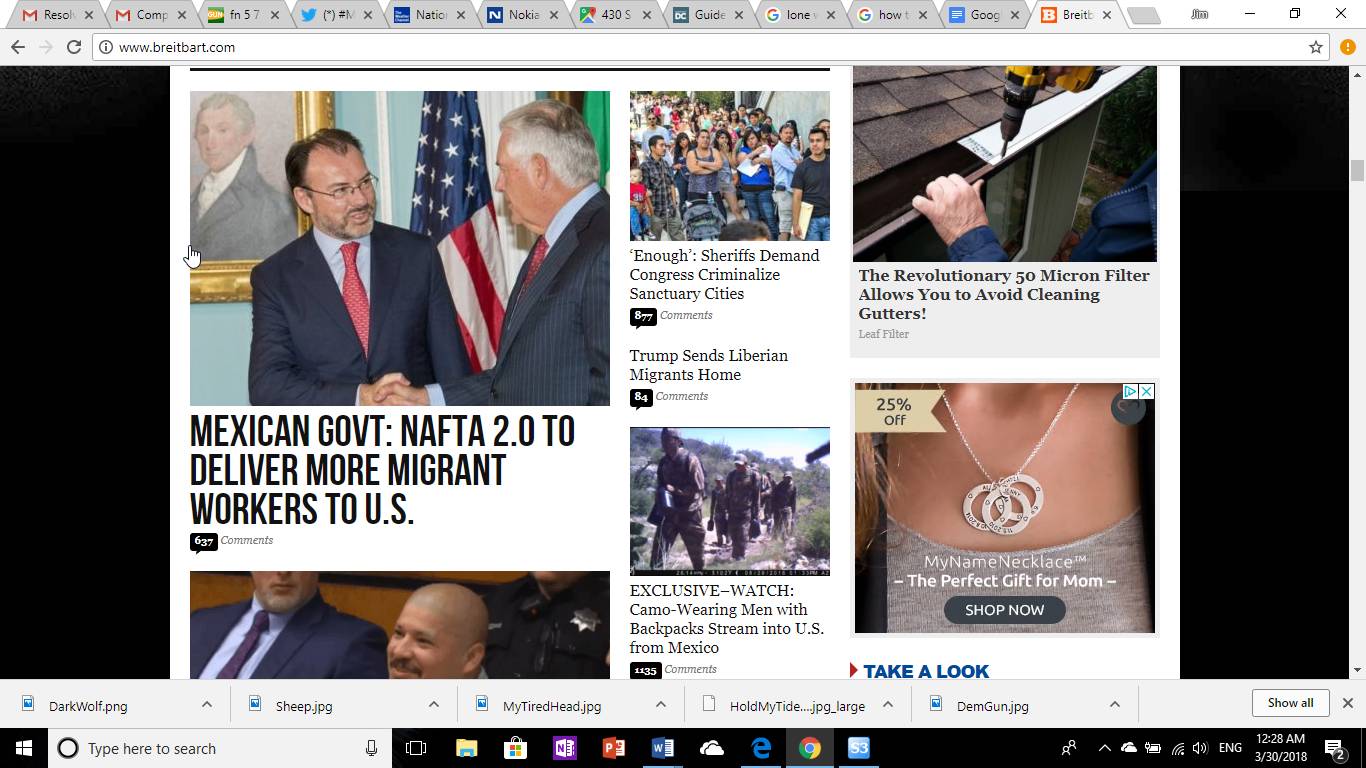 Resol
Comp
GUN
fn 5 7
(*) #M
Natio
Nokia
430 S
DC
Guide
lone
how t
Goog
Breitb
Jim
www.breitbart.com
MEXICAN GOVT: NAFTA 2.0 TO
DELIVER MORE MIGRANT
WORKERS TO U.S.
637 Comments
‘Enough’: Sheriffs Demand
Congress Criminalize
Sanctuary Cities
877 Comments
Trump Sends Liberian
Migrants Home
84 Comments
EXCLUSIVE–WATCH:
Camo-Wearing Men with
Backpacks Stream into U.S.
from Mexico
1135 Comments
The Revolutionary 50 Micron Filter
Allows You to Avoid Cleaning
Gutters!
Leaf Filter
25%
Off
MyNameNecklace™
– The Perfect Gift for Mom –
SHOP NOW
TAKE A LOOK
DarkWolf.png
Sheep.jpg
MyTiredHead.jpg
HoldMyTide....jpg_large
DemGun.jpg
Show all
Type here to search
S3
ENG
12:28 AM
3/30/2018
2